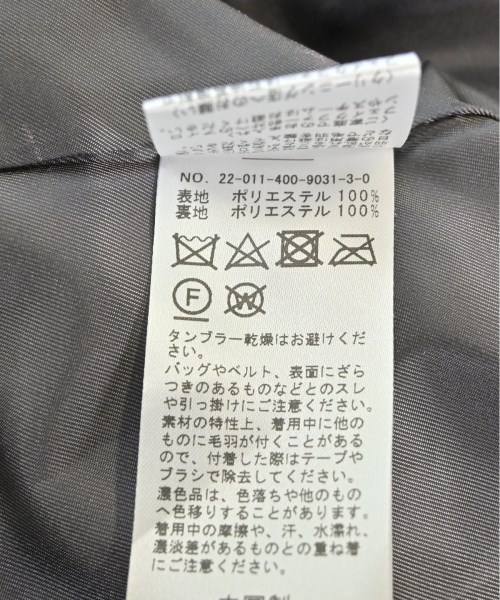 NO. 22-011-400-9031-3-0
表地 ポリエステル 100%
裏地 ポリエステル 100%
F
W
タンブラー乾燥はお避けくだ
さい。
バッグやベルト、表面にざら
つきのあるものなどとのスレ
や引っ掛けにご注意ください。
素材の特性上、着用中に他の
ものに毛羽が付くことがある
ので、付着した際はテープや
ブラシで除去してください。
濃色品は、色落ちや他のもの
へ色移りすることがあります。
着用中の摩擦や、汗、水濡れ、
淡濃差があるものとの重ね着
にご注意ください。